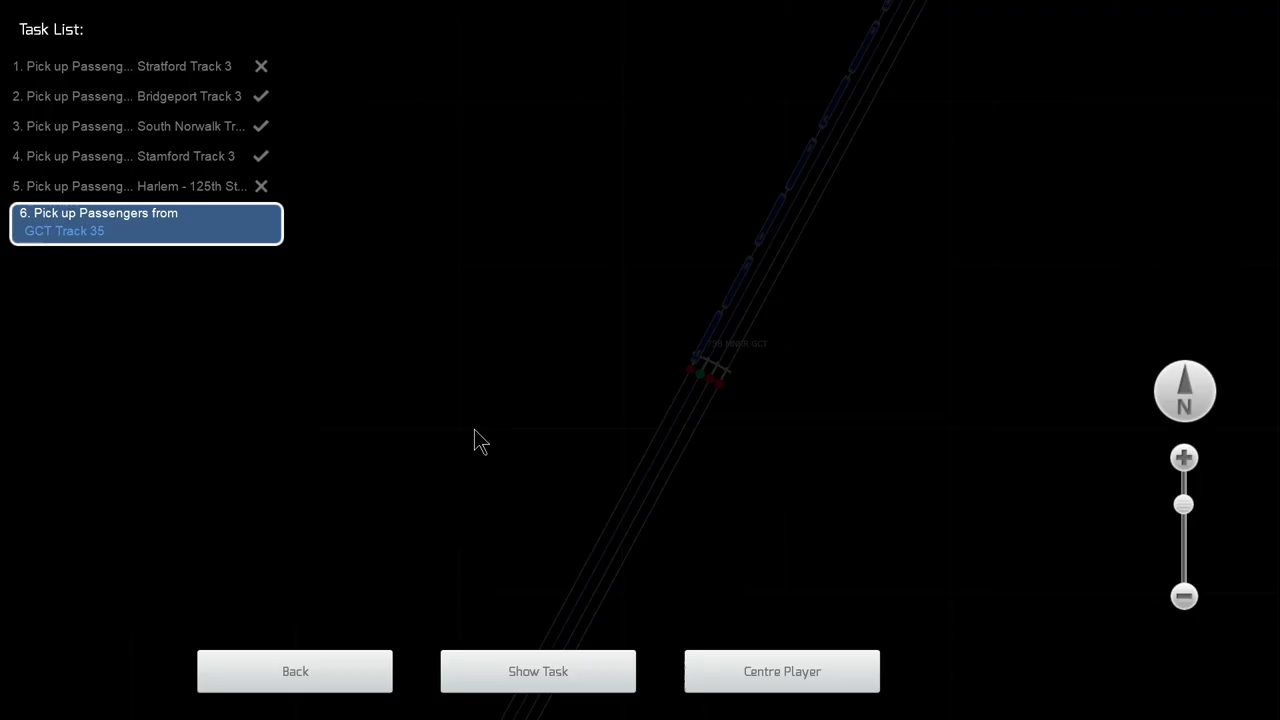 Task List:
1. Pick up Passeng... Stratford Track 3
2. Pick up Passeng... Bridgeport Track 3
3. Pick up Passeng... South Norwalk Tr...
4. Pick up Passeng... Stamford Track 3
5. Pick up Passeng... Harlem - 125th St...
6. Pick up Passengers from
GCT Track 35
GCT
N
Back
Show Task
Centre Player